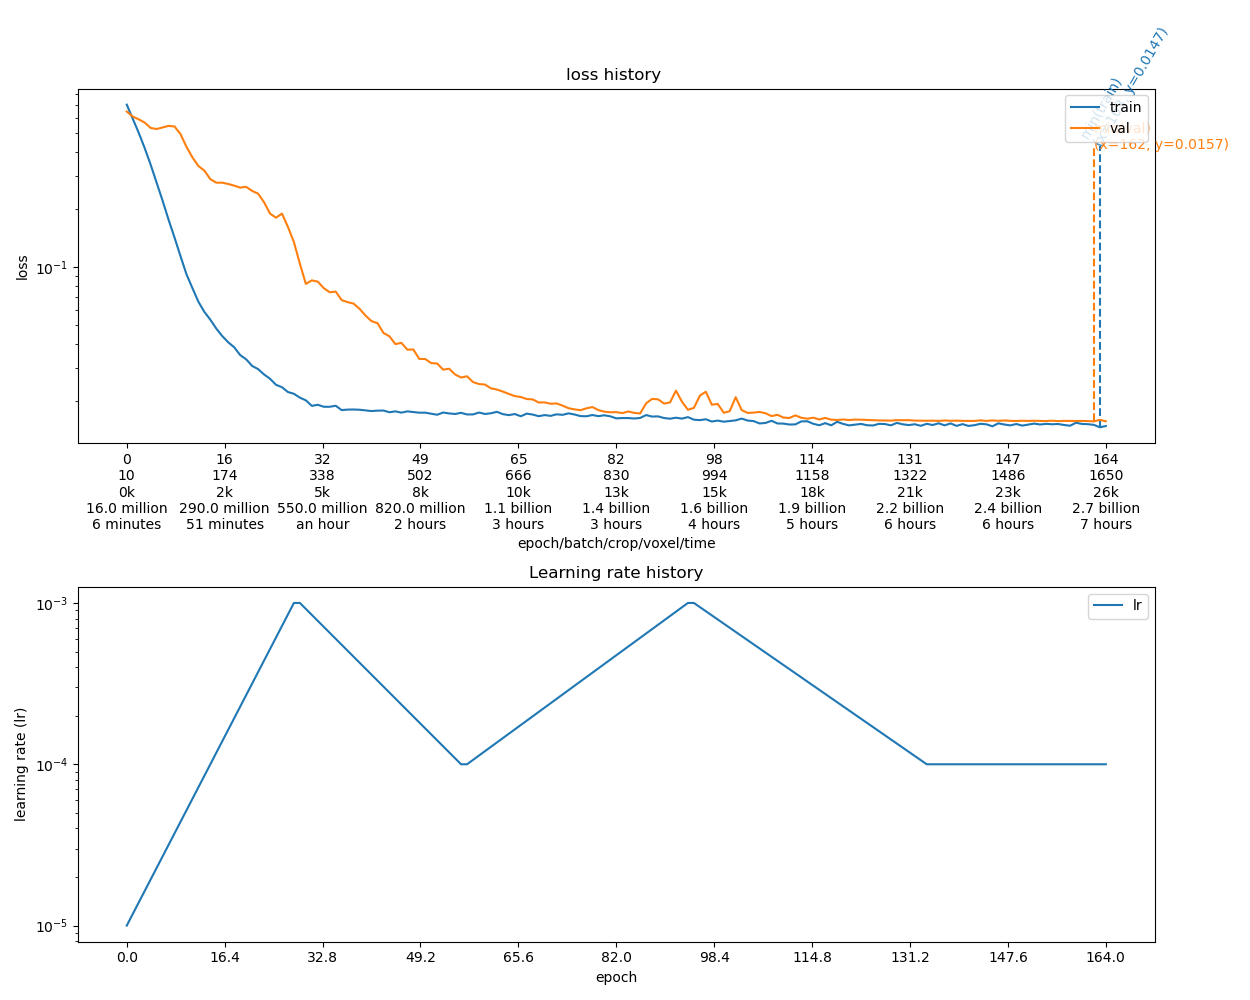 loss history
train
val
min(train)
y=0.0147)
(x=162, y=0.0157)
loss
10⁻¹
0 16 32 49 65 82 98 114 131 147 164
10 174 338 502 666 830 994 1158 1322 1486 1650
0k 2k 5k 8k 10k 13k 15k 18k 21k 23k 26k
16.0 million 290.0 million 550.0 million 820.0 million 1.1 billion 1.4 billion 1.6 billion 1.9 billion 2.2 billion 2.4 billion 2.7 billion
6 minutes 51 minutes an hour 2 hours 3 hours 3 hours 4 hours 5 hours 6 hours 6 hours 7 hours
epoch/batch/crop/voxel/time
Learning rate history
lr
learning rate (lr)
10⁻³
10⁻⁴
10⁻⁵
0.0 16.4 32.8 49.2 65.6 82.0 98.4 114.8 131.2 147.6 164.0
epoch